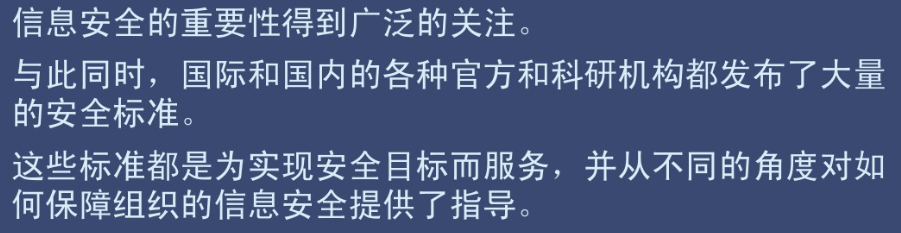 信息安全的重要性得到广泛的关注。
与此同时，国际和国内的各种官方和科研机构都发布了大量
的安全标准。
这些标准都是为实现安全目标而服务，并从不同的角度对如
何保障组织的信息安全提供了指导。